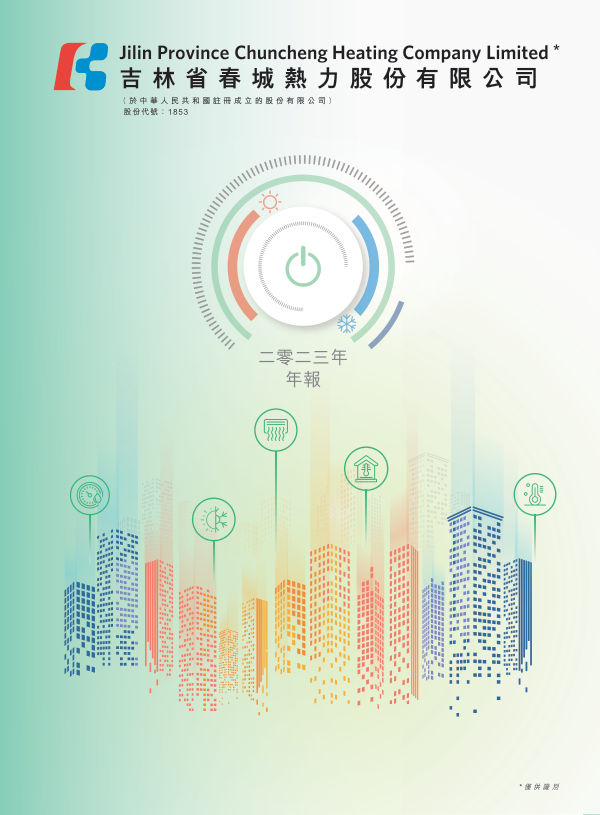 Jilin Province Chuncheng Heating Company Limited *
吉林省春城熱力股份有限公司
（於中華人民共和國註冊成立的股份有限公司）
股份代號：1853
二零二三年
年報
*僅供識別